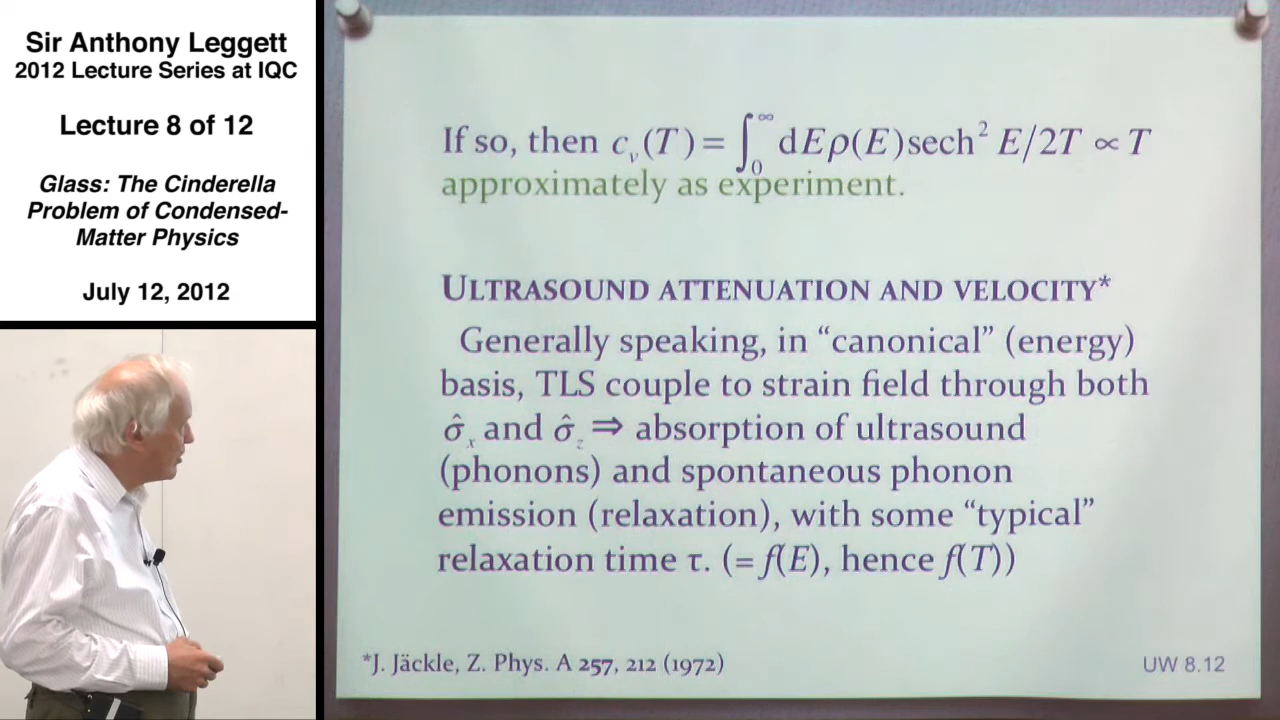 Sir Anthony Leggett
2012 Lecture Series at IQC
Lecture 8 of 12
Glass: The Cinderella
Problem of Condensed-
Matter Physics
July 12, 2012
If so, then cᵥ(T) = ∫₀^∞ dEρ(E)sech² E/2T ∝ T
approximately as experiment.
ULTRASOUND ATTENUATION AND VELOCITY*
Generally speaking, in “canonical” (energy)
basis, TLS couple to strain field through both
σ̂ₓ and σ̂_z ⇒ absorption of ultrasound
(phonons) and spontaneous phonon
emission (relaxation), with some “typical”
relaxation time τ. (= f(E), hence f(T))
*J. Jäckle, Z. Phys. A 257, 212 (1972)
UW 8.12